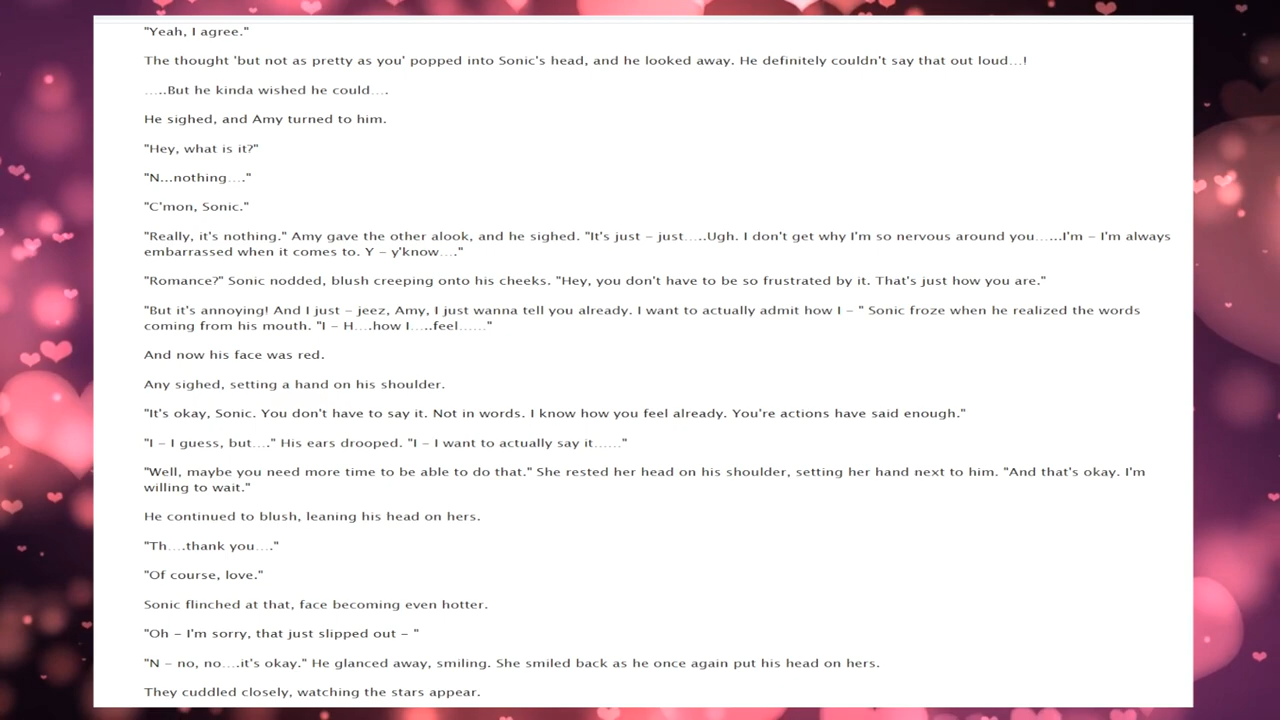 "Yeah, I agree."
The thought 'but not as pretty as you' popped into Sonic's head, and he looked away. He definitely couldn't say that out loud...!
.....But he kinda wished he could....
He sighed, and Amy turned to him.
"Hey, what is it?"
"N...nothing...."
"C'mon, Sonic."
"Really, it's nothing." Amy gave the other alook, and he sighed. "It's just – just.....Ugh. I don't get why I'm so nervous around you......I'm – I'm always
embarrassed when it comes to. Y – y'know...."
"Romance?" Sonic nodded, blush creeping onto his cheeks. "Hey, you don't have to be so frustrated by it. That's just how you are."
"But it's annoying! And I just – jeez, Amy, I just wanna tell you already. I want to actually admit how I – " Sonic froze when he realized the words
coming from his mouth. "I – H....how I.....feel......"
And now his face was red.
Any sighed, setting a hand on his shoulder.
"It's okay, Sonic. You don't have to say it. Not in words. I know how you feel already. You're actions have said enough."
"I – I guess, but...." His ears drooped. "I – I want to actually say it......"
"Well, maybe you need more time to be able to do that." She rested her head on his shoulder, setting her hand next to him. "And that's okay. I'm
willing to wait."
He continued to blush, leaning his head on hers.
"Th....thank you...."
"Of course, love."
Sonic flinched at that, face becoming even hotter.
"Oh – I'm sorry, that just slipped out – "
"N – no, no....it's okay." He glanced away, smiling. She smiled back as he once again put his head on hers.
They cuddled closely, watching the stars appear.